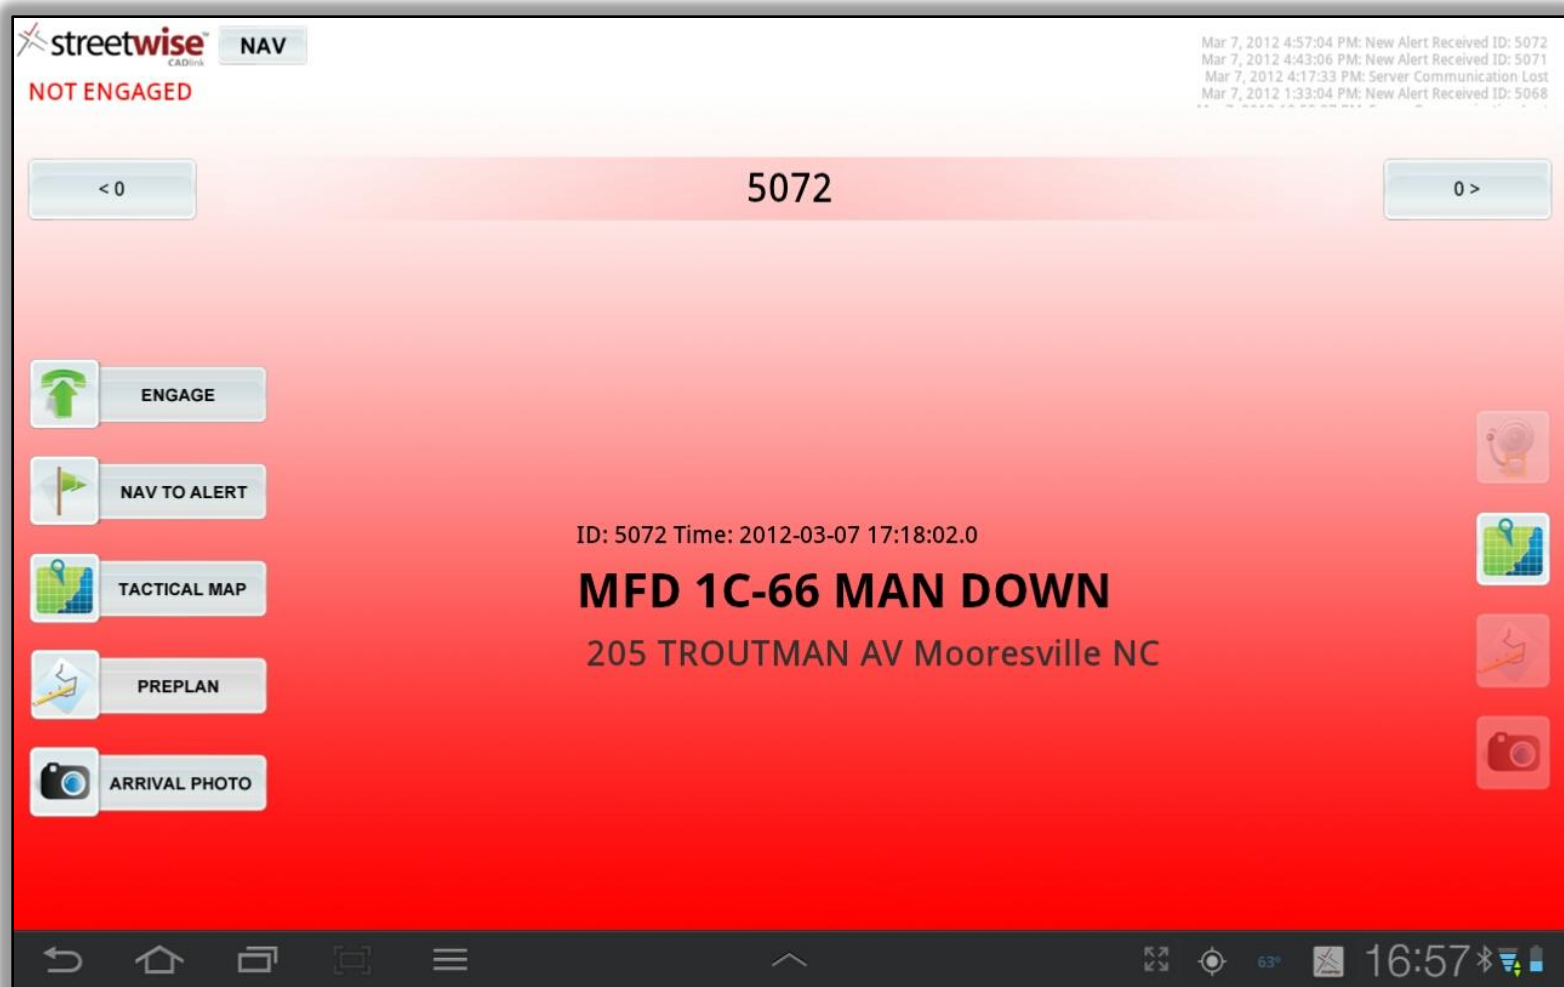 streetwise™
CADlink
NAV
NOT ENGAGED
Mar 7, 2012 4:57:04 PM: New Alert Received ID: 5072
Mar 7, 2012 4:43:06 PM: New Alert Received ID: 5071
Mar 7, 2012 4:17:33 PM: Server Communication Lost
Mar 7, 2012 1:33:04 PM: New Alert Received ID: 5068
< 0
5072
0 >
ENGAGE
NAV TO ALERT
TACTICAL MAP
PREPLAN
ARRIVAL PHOTO
ID: 5072 Time: 2012-03-07 17:18:02.0
MFD 1C-66 MAN DOWN
205 TROUTMAN AV Mooresville NC
63°
16:57